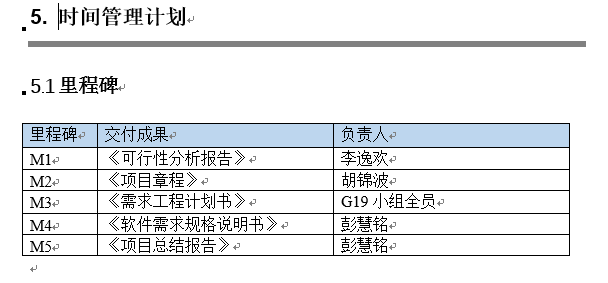 5. 时间管理计划
5.1 里程碑
里程碑 交付成果 负责人
M1 《可行性分析报告》 李逸欢
M2 《项目章程》 胡锦波
M3 《需求工程计划书》 G19 小组全员
M4 《软件需求规格说明书》 彭慧铭
M5 《项目总结报告》 彭慧铭